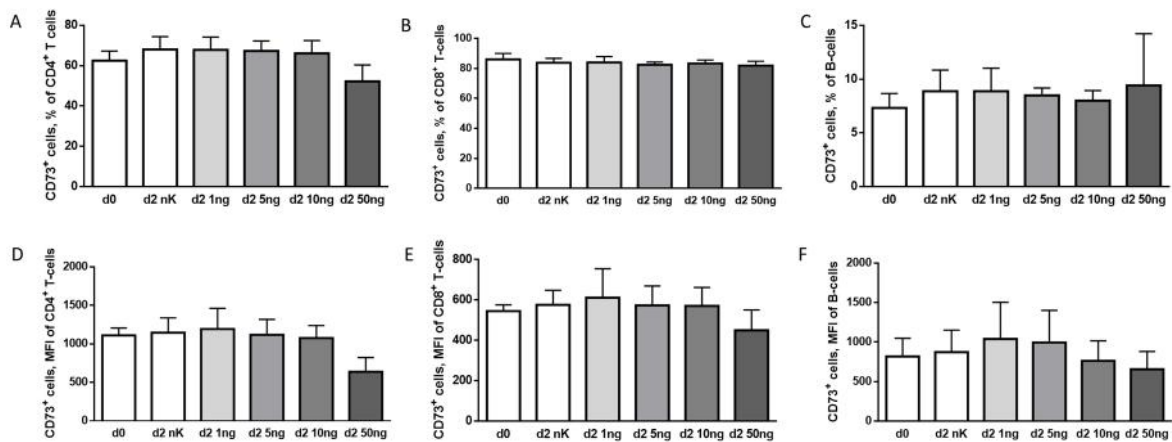 A
CD73+ cells, % of CD4+ T cells
80
60
40
20
0
d0 d2 nK d2 1ng d2 5ng d2 10ng d2 50ng
B
CD73+ cells, % of CD8+ T-cells
100
80
60
40
20
0
d0 d2 nK d2 1ng d2 5ng d2 10ng d2 50ng
C
CD73+ cells, % of B-cells
15
10
5
0
d0 d2 nK d2 1ng d2 5ng d2 10ng d2 50ng
D
CD73+ cells, MFI of CD4+ T-cells
2000
1500
1000
500
0
d0 d2 nK d2 1ng d2 5ng d2 10ng d2 50ng
E
CD73+ cells, MFI of CD8+ T-cells
800
600
400
200
0
d0 d2 nK d2 1ng d2 5ng d2 10ng d2 50ng
F
CD73+ cells, MFI of B-cells
2000
1500
1000
500
0
d0 d2 nK d2 1ng d2 5ng d2 10ng d2 50ng